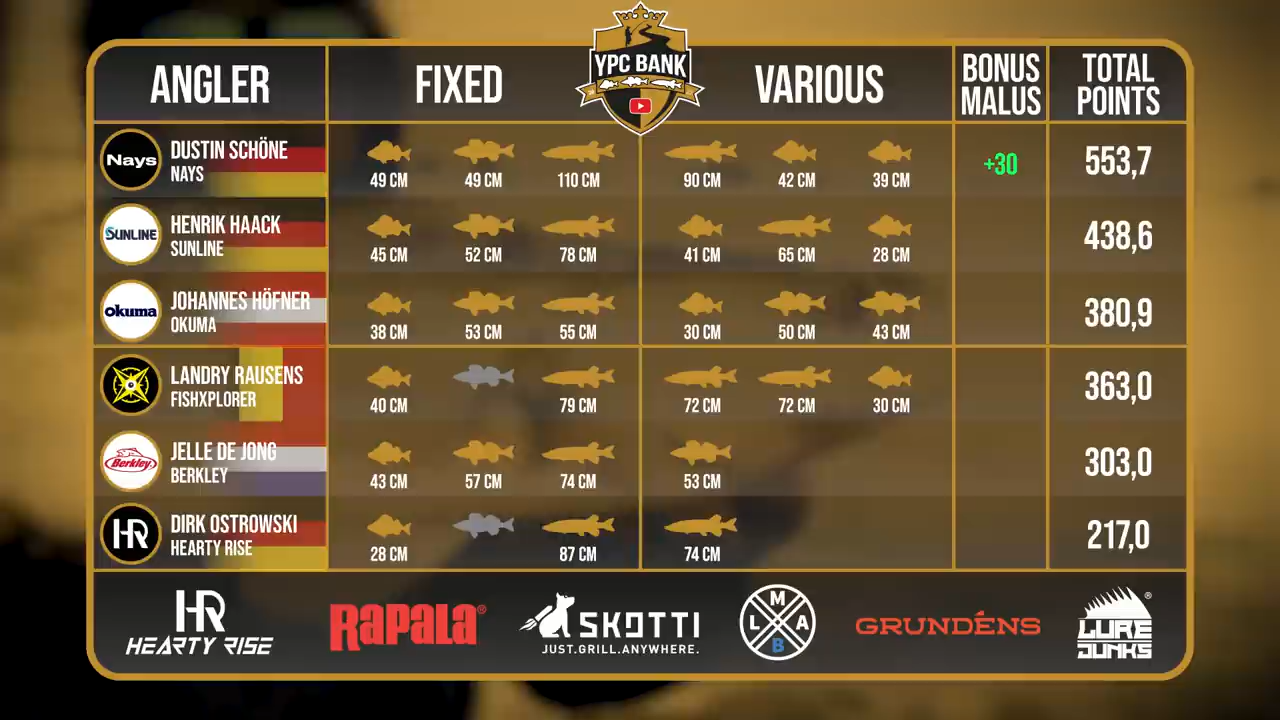 YPC BANK
ANGLER FIXED VARIOUS BONUS MALUS TOTAL POINTS
Nays DUSTIN SCHÖNE NAYS 49 CM 49 CM 110 CM 90 CM 42 CM 39 CM +30 553,7
SUNLINE HENRIK HAACK SUNLINE 45 CM 52 CM 78 CM 41 CM 65 CM 28 CM 438,6
okuma JOHANNES HÖFNER OKUMA 38 CM 53 CM 55 CM 30 CM 50 CM 43 CM 380,9
LANDRY RAUSENS FISHXPLORER 40 CM 79 CM 72 CM 72 CM 30 CM 363,0
Berkley JELLE DE JONG BERKLEY 43 CM 57 CM 74 CM 53 CM 303,0
HR DIRK OSTROWSKI HEARTY RISE 28 CM 87 CM 74 CM 217,0
HR HEARTY RISE
RAPALA®
SKOTTI
JUST.GRILL.ANYWHERE.
L M A B
GRUNDÉNS
LURE JUNKS®